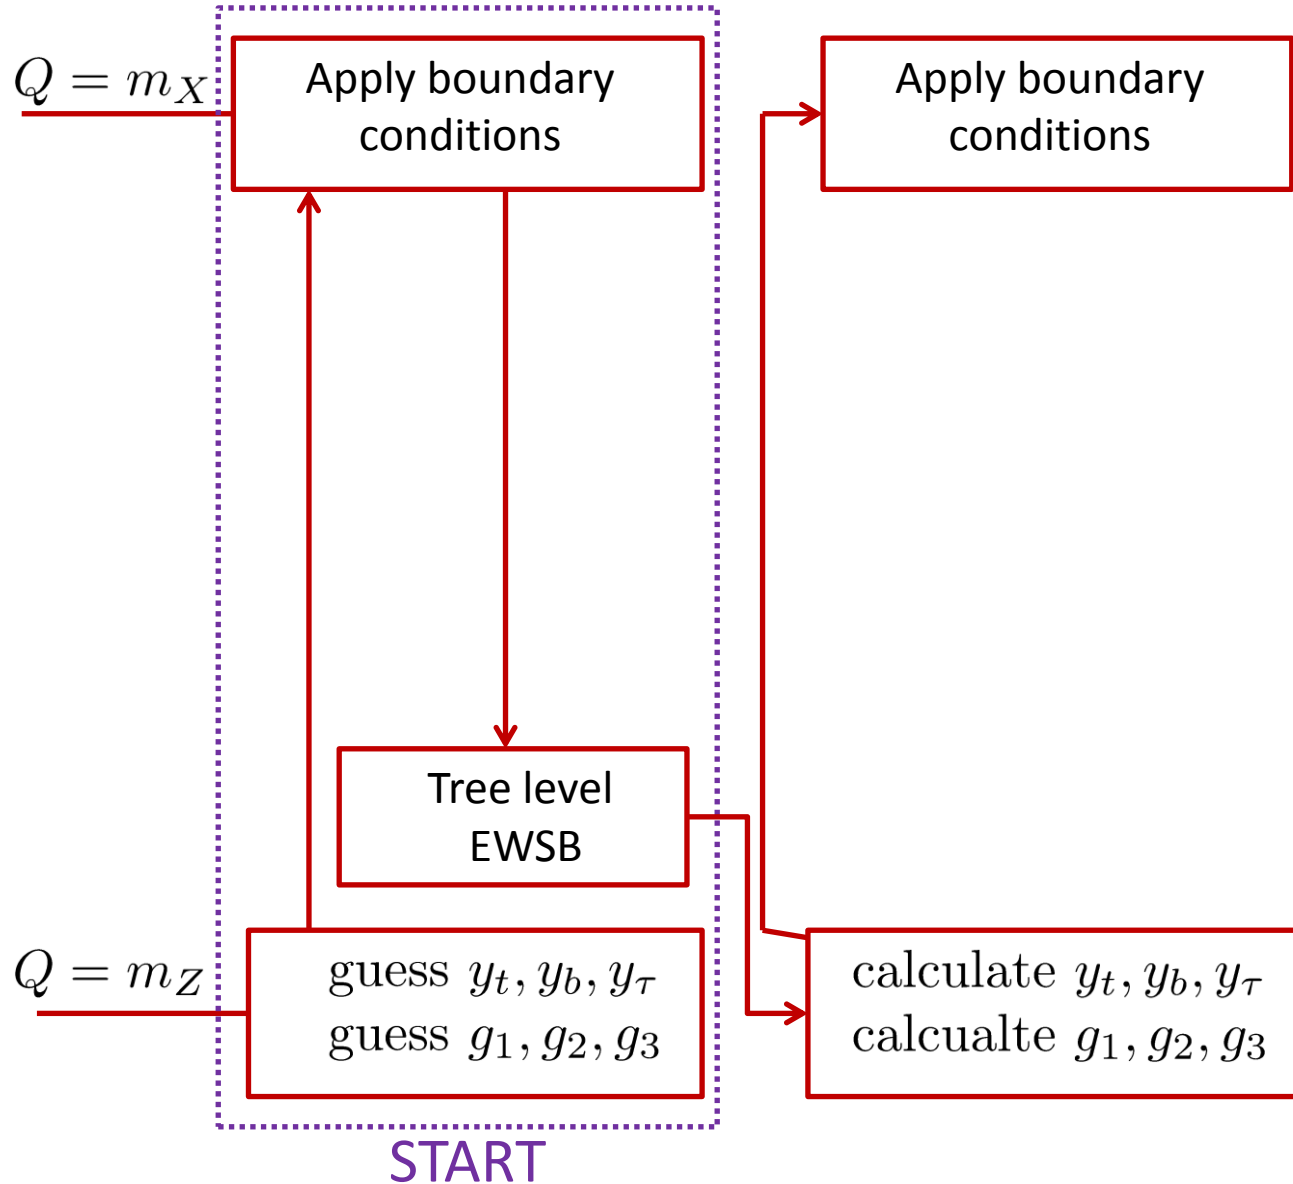 Q = m_X
Apply boundary
conditions
Apply boundary
conditions
Tree level
EWSB
Q = m_Z
guess y_t, y_b, y_τ
guess g_1, g_2, g_3
calculate y_t, y_b, y_τ
calcualte g_1, g_2, g_3
START